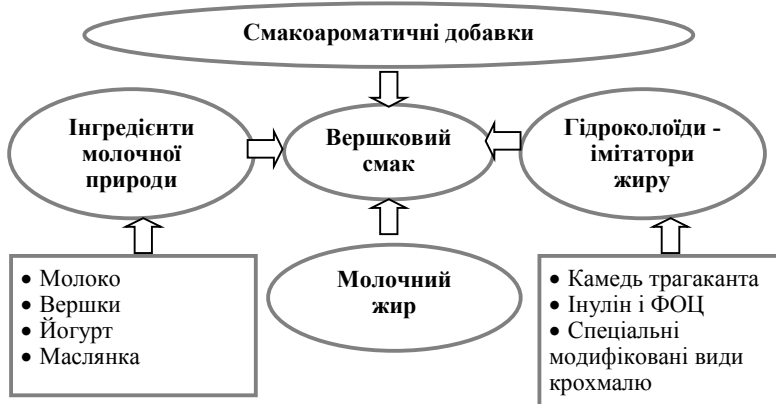 Смакоароматичні добавки
Інгредієнти
молочної
природи
Вершковий
смак
Гідроколоїди -
імітатори
жиру
• Молоко
• Вершки
• Йогурт
• Маслянка
Молочний
жир
• Камедь трагаканта
• Інулін і ФОЦ
• Спеціальні
модифіковані види
крохмалю